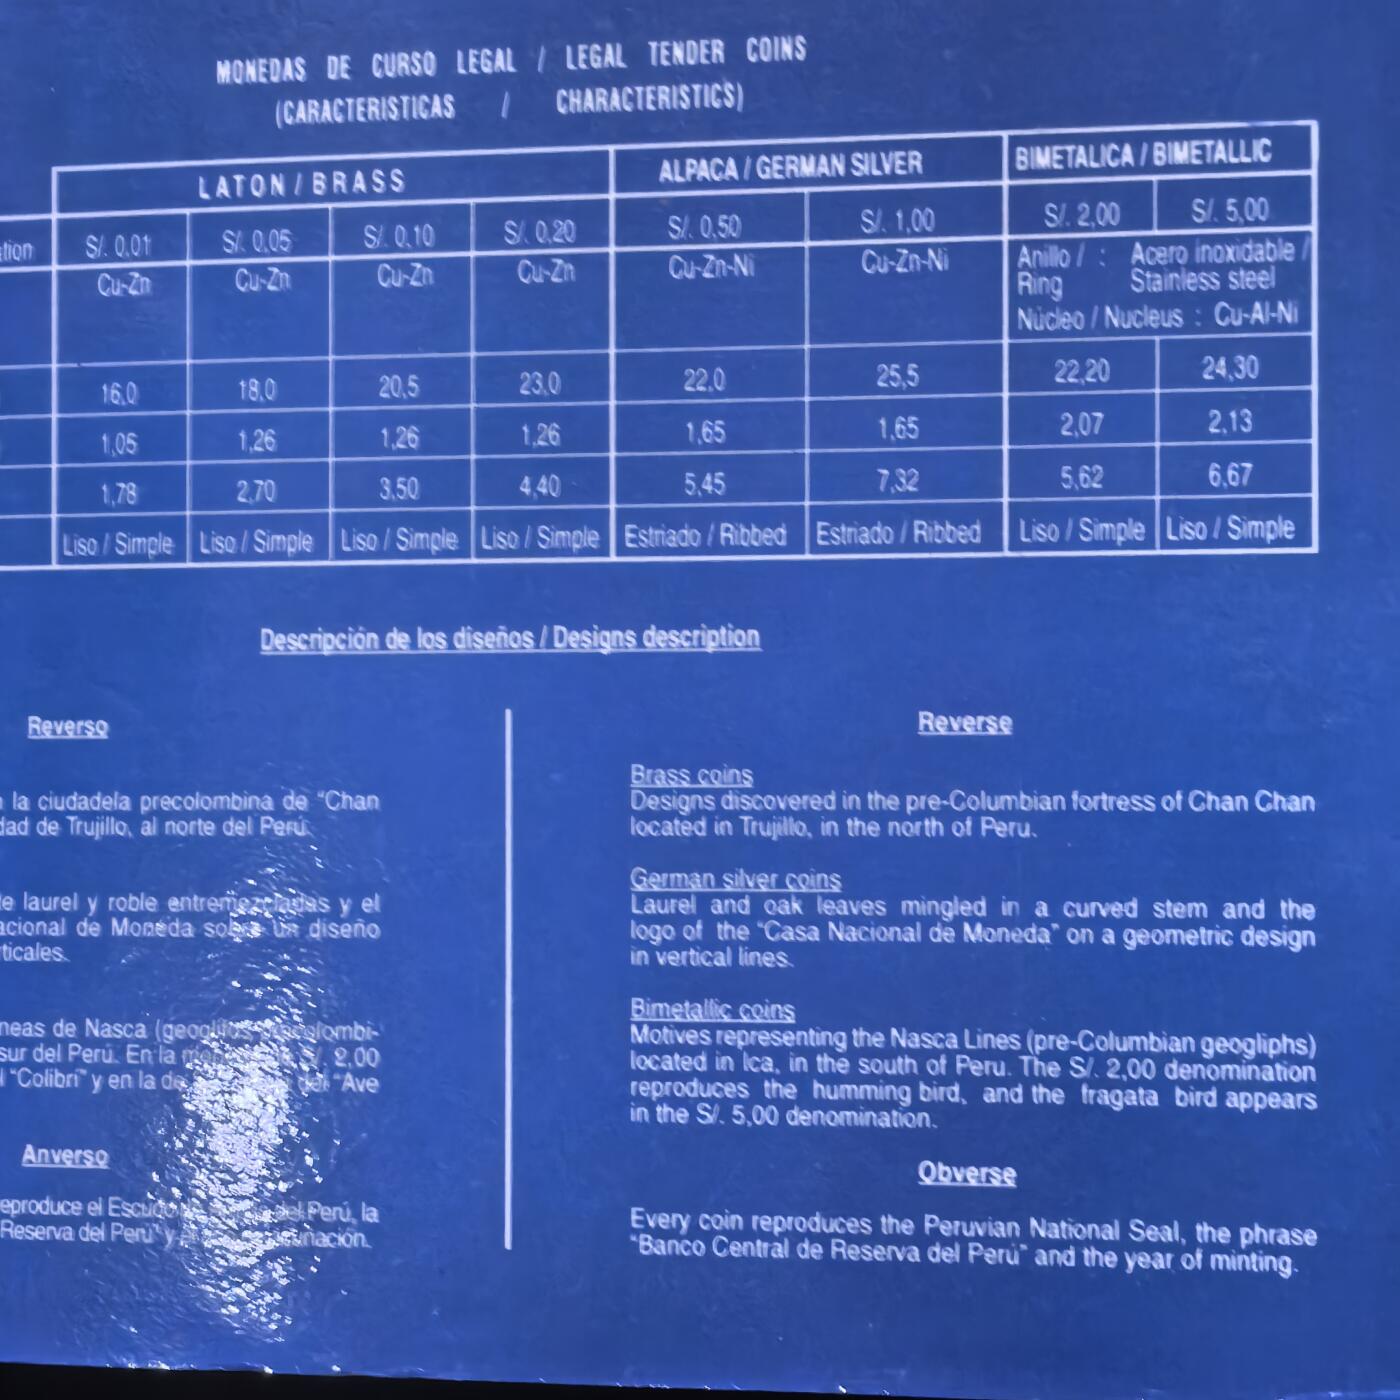 MONEDAS DE CURSO LEGAL / LEGAL TENDER COINS
(CARACTERISTICAS / CHARACTERISTICS)
LATON / BRASS ALPACA / GERMAN SILVER BIMETALICA / BIMETALLIC
tion S/. 0,01 S/. 0,05 S/. 0,10 S/. 0,20 S/. 0,50 S/. 1,00 S/. 2,00 S/. 5,00
Cu-Zn Cu-Zn Cu-Zn Cu-Zn Cu-Zn-Ni Cu-Zn-Ni Anillo / : Acero inoxidable /
Ring Stainless steel
Núcleo / Nucleus : Cu-Al-Ni
16,0 18,0 20,5 23,0 22,0 25,5 22,20 24,30
1,05 1,26 1,26 1,26 1,65 1,65 2,07 2,13
1,78 2,70 3,50 4,40 5,45 7,32 5,62 6,67
Liso / Simple Liso / Simple Liso / Simple Liso / Simple Estriado / Ribbed Estriado / Ribbed Liso / Simple Liso / Simple
Descripción de los diseños / Designs description
Reverso
la ciudadela precolombina de "Chan
dad de Trujillo, al norte del Perú.
de laurel y roble entremezcladas y el
acional de Moneda sobre un diseño
ticales.
neas de Nasca (geoglifos precolombi-
sur del Perú. En la S/. 2,00
l "Colibrí" y en la de del "Ave
Anverso
eproduce el Escudo del Perú, la
Reserva del Perú" y
Reverse
Brass coins
Designs discovered in the pre-Columbian fortress of Chan Chan
located in Trujillo, in the north of Peru.
German silver coins
Laurel and oak leaves mingled in a curved stem and the
logo of the "Casa Nacional de Moneda" on a geometric design
in vertical lines.
Bimetallic coins
Motives representing the Nasca Lines (pre-Columbian geogliphs)
located in Ica, in the south of Peru. The S/. 2,00 denomination
reproduces the humming bird, and the fragata bird appears
in the S/. 5,00 denomination.
Obverse
Every coin reproduces the Peruvian National Seal, the phrase
"Banco Central de Reserva del Perú" and the year of minting.